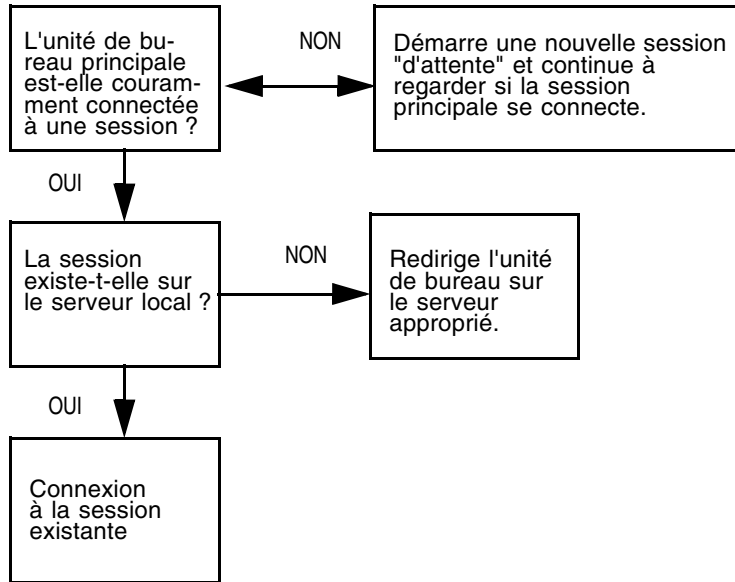 L'unité de bu-
reau principale
est-elle couram-
ment connectée
à une session ?
NON
Démarre une nouvelle session
"d'attente" et continue à
regarder si la session
principale se connecte.
OUI
La session
existe-t-elle sur
le serveur local ?
NON
Redirige l'unité
de bureau sur
le serveur
approprié.
OUI
Connexion
à la session
existante